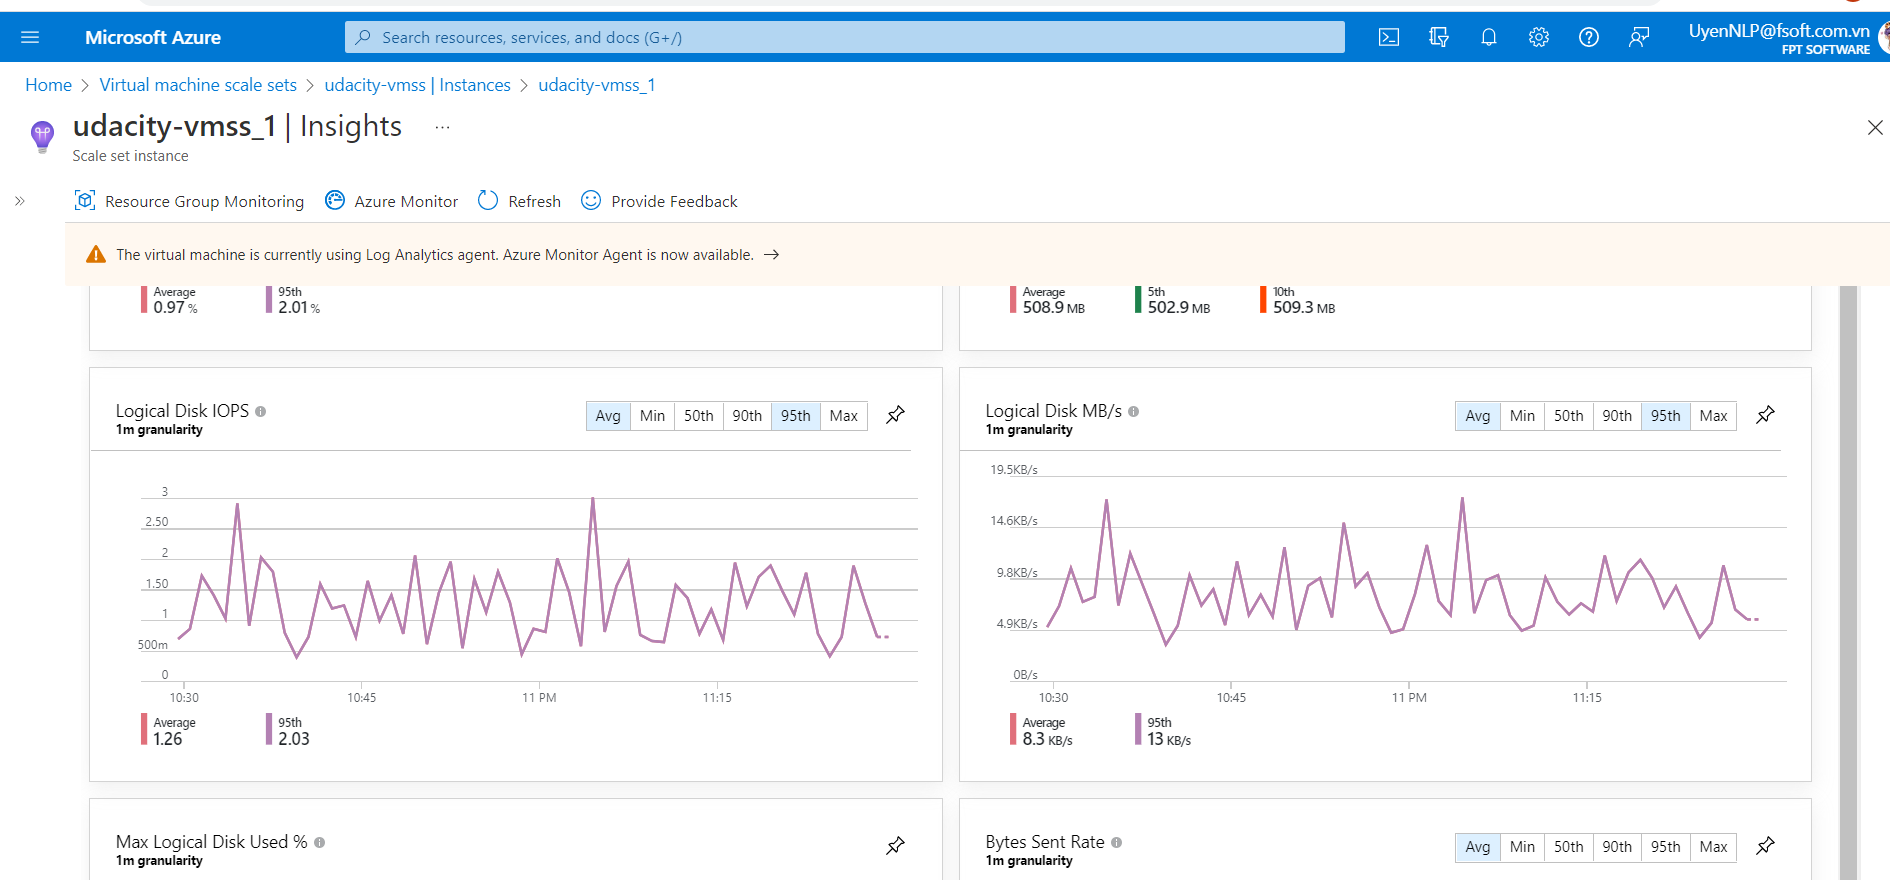 Microsoft Azure
Search resources, services, and docs (G+/)
UyenNLP@fsoft.com.vn
FPT SOFTWARE
Home > Virtual machine scale sets > udacity-vmss | Instances > udacity-vmss_1
udacity-vmss_1 | Insights ...
Scale set instance
Resource Group Monitoring Azure Monitor Refresh Provide Feedback
The virtual machine is currently using Log Analytics agent. Azure Monitor Agent is now available. →
Average 95th
0.97 % 2.01 %
Average 5th 10th
508.9 MB 502.9 MB 509.3 MB
Logical Disk IOPS
1m granularity
Avg Min 50th 90th 95th Max
3
2.50
2
1.50
1
500m
0
10:30 10:45 11 PM 11:15
Average 95th
1.26 2.03
Logical Disk MB/s
1m granularity
Avg Min 50th 90th 95th Max
19.5KB/s
14.6KB/s
9.8KB/s
4.9KB/s
0B/s
10:30 10:45 11 PM 11:15
Average 95th
8.3 KB/s 13 KB/s
Max Logical Disk Used %
1m granularity
Bytes Sent Rate
1m granularity
Avg Min 50th 90th 95th Max